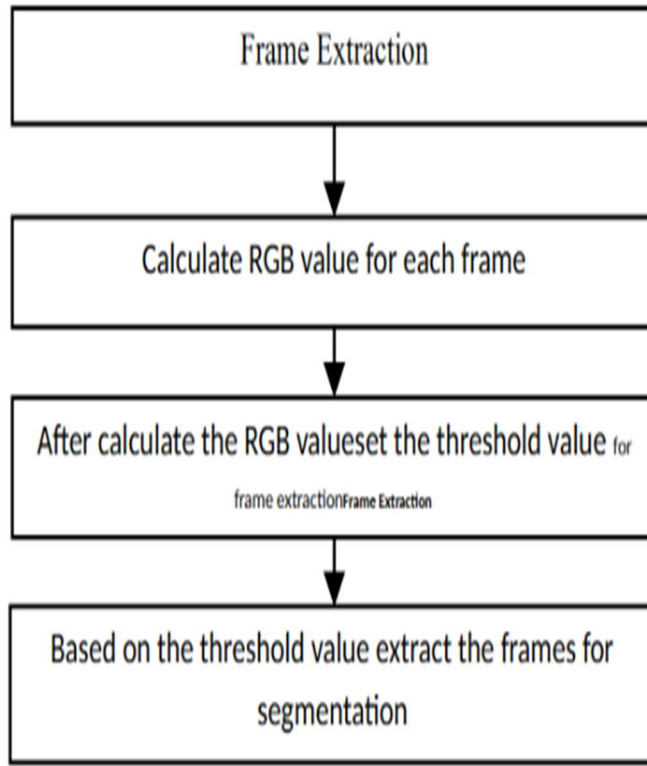 Frame Extraction
Calculate RGB value for each frame
After calculate the RGB valueset the threshold value for
frame extractionFrame Extraction
Based on the threshold value extract the frames for
segmentation